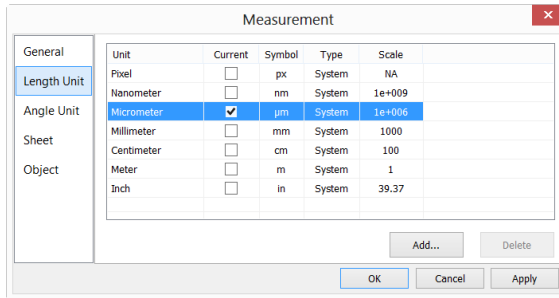 Measurement
General
Length Unit
Angle Unit
Sheet
Object
Unit Current Symbol Type Scale
Pixel px System NA
Nanometer nm System 1e+009
Micrometer µm System 1e+006
Millimeter mm System 1000
Centimeter cm System 100
Meter m System 1
Inch in System 39.37
Add... Delete
OK Cancel Apply